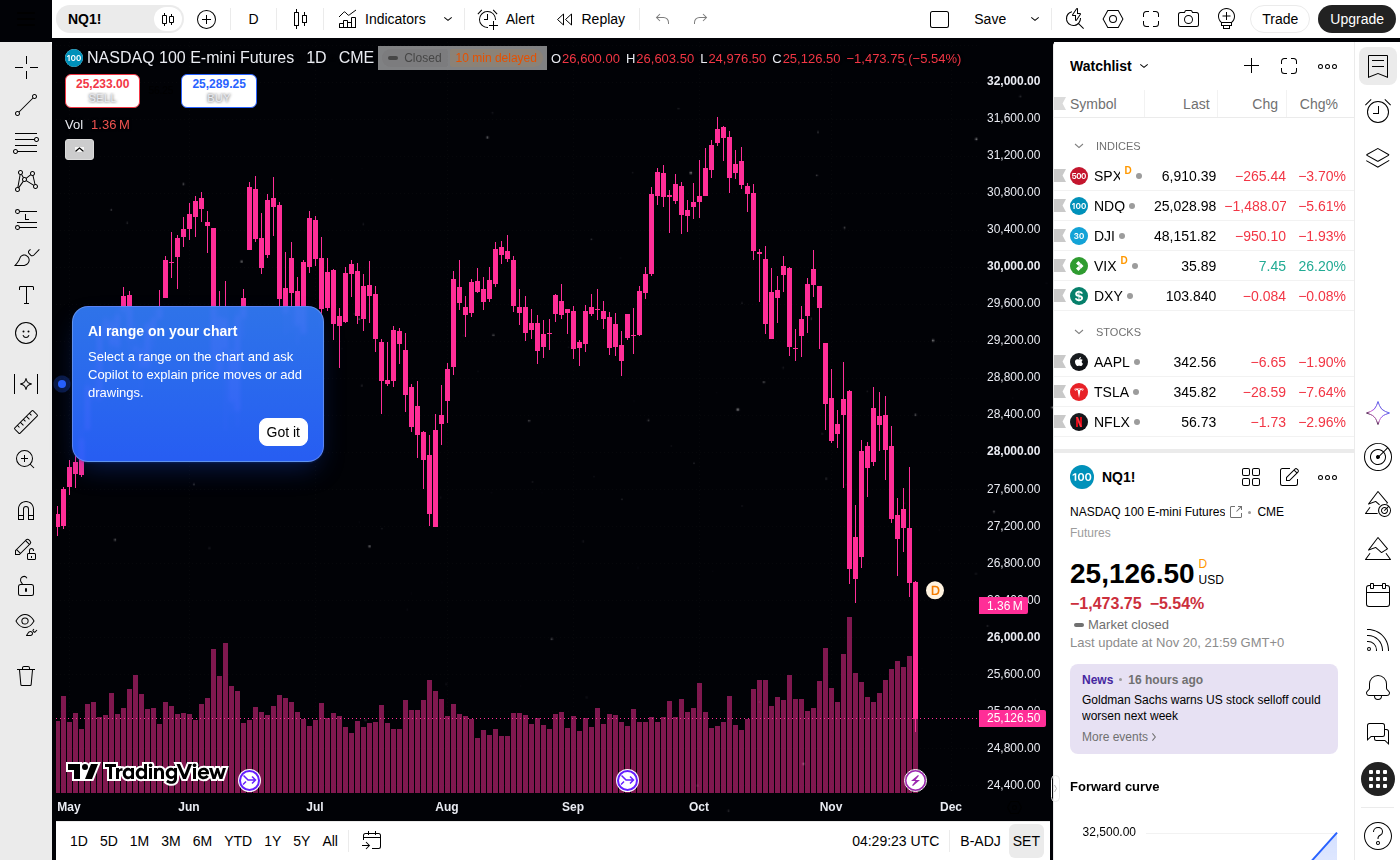 NQ1!
D
Indicators
Alert
Replay
Save
Trade
Upgrade
100 NASDAQ 100 E-mini Futures 1D CME Closed 10 min delayed O26,600.00 H26,603.50 L24,976.50 C25,126.50 −1,473.75 (−5.54%)
25,233.00
SELL
25,289.25
BUY
Vol 1.36 M
AI range on your chart
Select a range on the chart and ask
Copilot to explain price moves or add
drawings.
Got it
D
TradingView
32,000.00
31,600.00
31,200.00
30,800.00
30,400.00
30,000.00
29,600.00
29,200.00
28,800.00
28,400.00
28,000.00
27,600.00
27,200.00
26,800.00
1.36 M
26,000.00
25,600.00
25,126.50
24,800.00
24,400.00
May Jun Jul Aug Sep Oct Nov Dec
1D 5D 1M 3M 6M YTD 1Y 5Y All
04:29:23 UTC B-ADJ SET
Watchlist
Symbol Last Chg Chg%
INDICES
500 SPX D 6,910.39 −265.44 −3.70%
100 NDQ 25,028.98 −1,488.07 −5.61%
30 DJI 48,151.82 −950.10 −1.93%
VIX D 35.89 7.45 26.20%
$ DXY 103.840 −0.084 −0.08%
STOCKS
AAPL 342.56 −6.65 −1.90%
TSLA 345.82 −28.59 −7.64%
N NFLX 56.73 −1.73 −2.96%
100 NQ1!
NASDAQ 100 E-mini Futures • CME
Futures
25,126.50 D USD
−1,473.75 −5.54%
Market closed
Last update at Nov 20, 21:59 GMT+0
News • 16 hours ago
Goldman Sachs warns US stock selloff could
worsen next week
More events ›
Forward curve
32,500.00